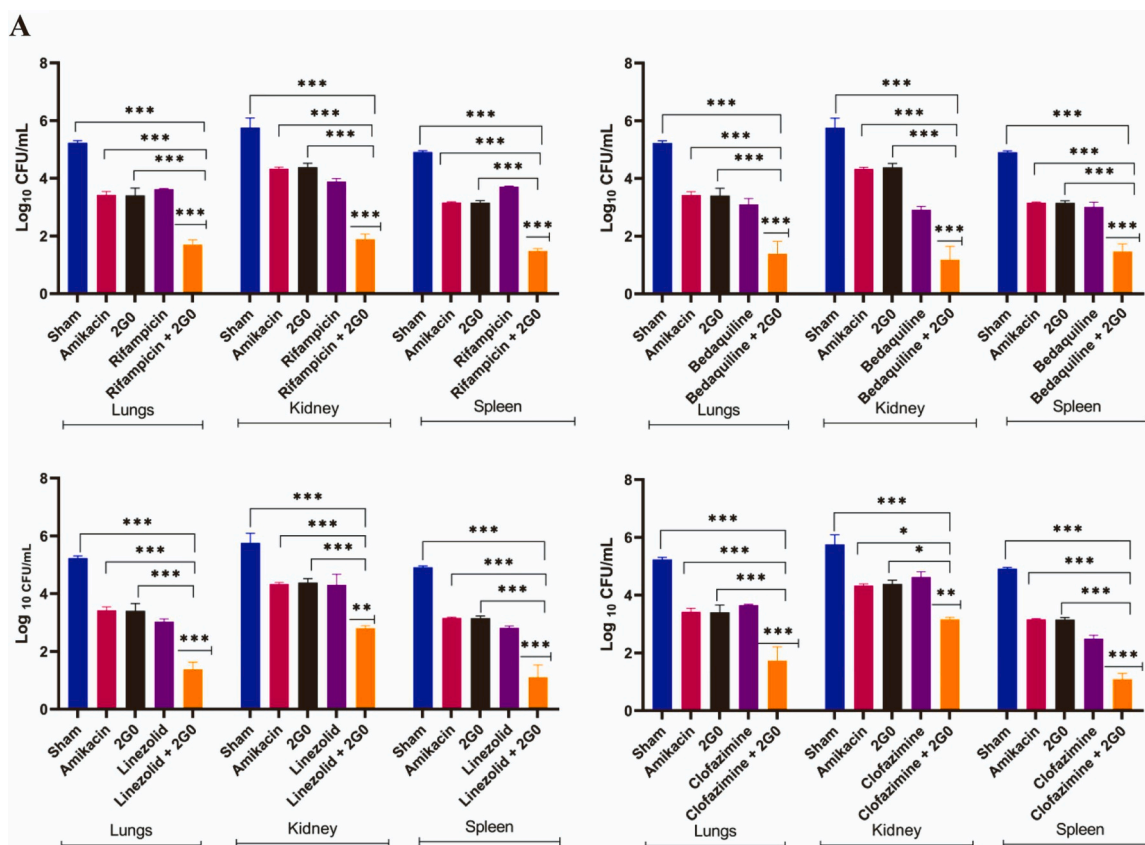 A
Log10 CFU/mL
8
6
4
2
0
***
***
***
***
***
***
***
***
***
***
***
***
Sham
Amikacin
2G0
Rifampicin
Rifampicin + 2G0
Sham
Amikacin
2G0
Rifampicin
Rifampicin + 2G0
Sham
Amikacin
2G0
Rifampicin
Rifampicin + 2G0
Lungs
Kidney
Spleen
Log10 CFU/mL
8
6
4
2
0
***
***
***
***
***
***
***
***
***
***
***
***
Sham
Amikacin
2G0
Bedaquiline
Bedaquiline + 2G0
Sham
Amikacin
2G0
Bedaquiline
Bedaquiline + 2G0
Sham
Amikacin
2G0
Bedaquiline
Bedaquiline + 2G0
Lungs
Kidney
Spleen
Log 10 CFU/mL
8
6
4
2
0
***
***
***
***
***
***
***
**
***
***
***
***
Sham
Amikacin
2G0
Linezolid
Linezolid + 2G0
Sham
Amikacin
2G0
Linezolid
Linezolid + 2G0
Sham
Amikacin
2G0
Linezolid
Linezolid + 2G0
Lungs
Kidney
Spleen
Log 10 CFU/mL
8
6
4
2
0
***
***
***
***
***
*
*
**
***
***
***
***
Sham
Amikacin
2G0
Clofazimine
Clofazimine + 2G0
Sham
Amikacin
2G0
Clofazimine
Clofazimine + 2G0
Sham
Amikacin
2G0
Clofazimine
Clofazimine + 2G0
Lungs
Kidney
Spleen